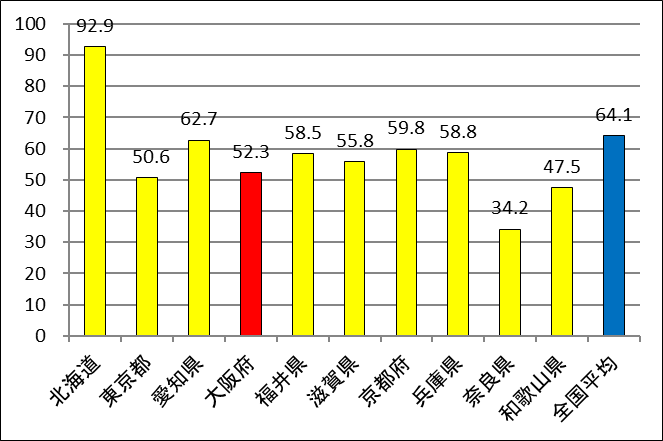 100
90
80
70
60
50
40
30
20
10
0
92.9
50.6
62.7
52.3
58.5
55.8
59.8
58.8
34.2
47.5
64.1
北海道
東京都
愛知県
大阪府
福井県
滋賀県
京都府
兵庫県
奈良県
和歌山県
全国平均